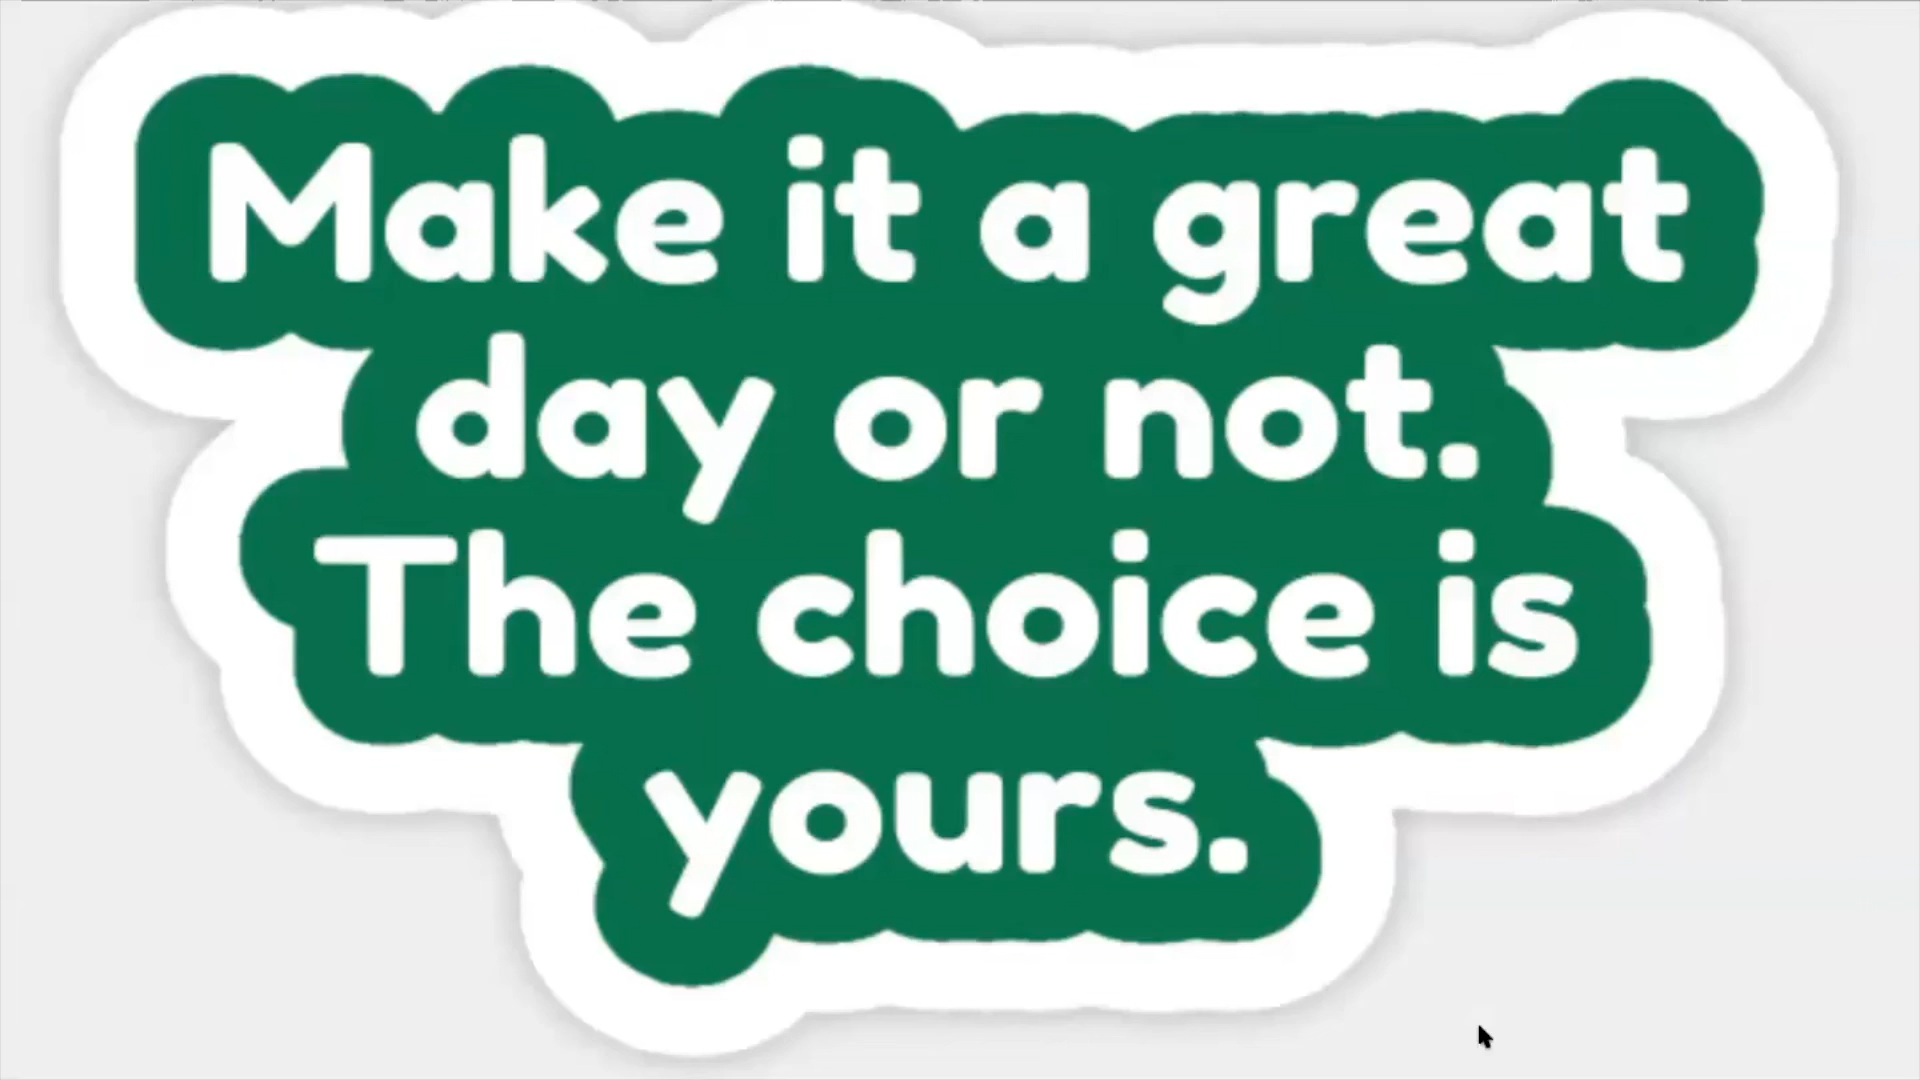 Make it a great
day or not.
The choice is
yours.